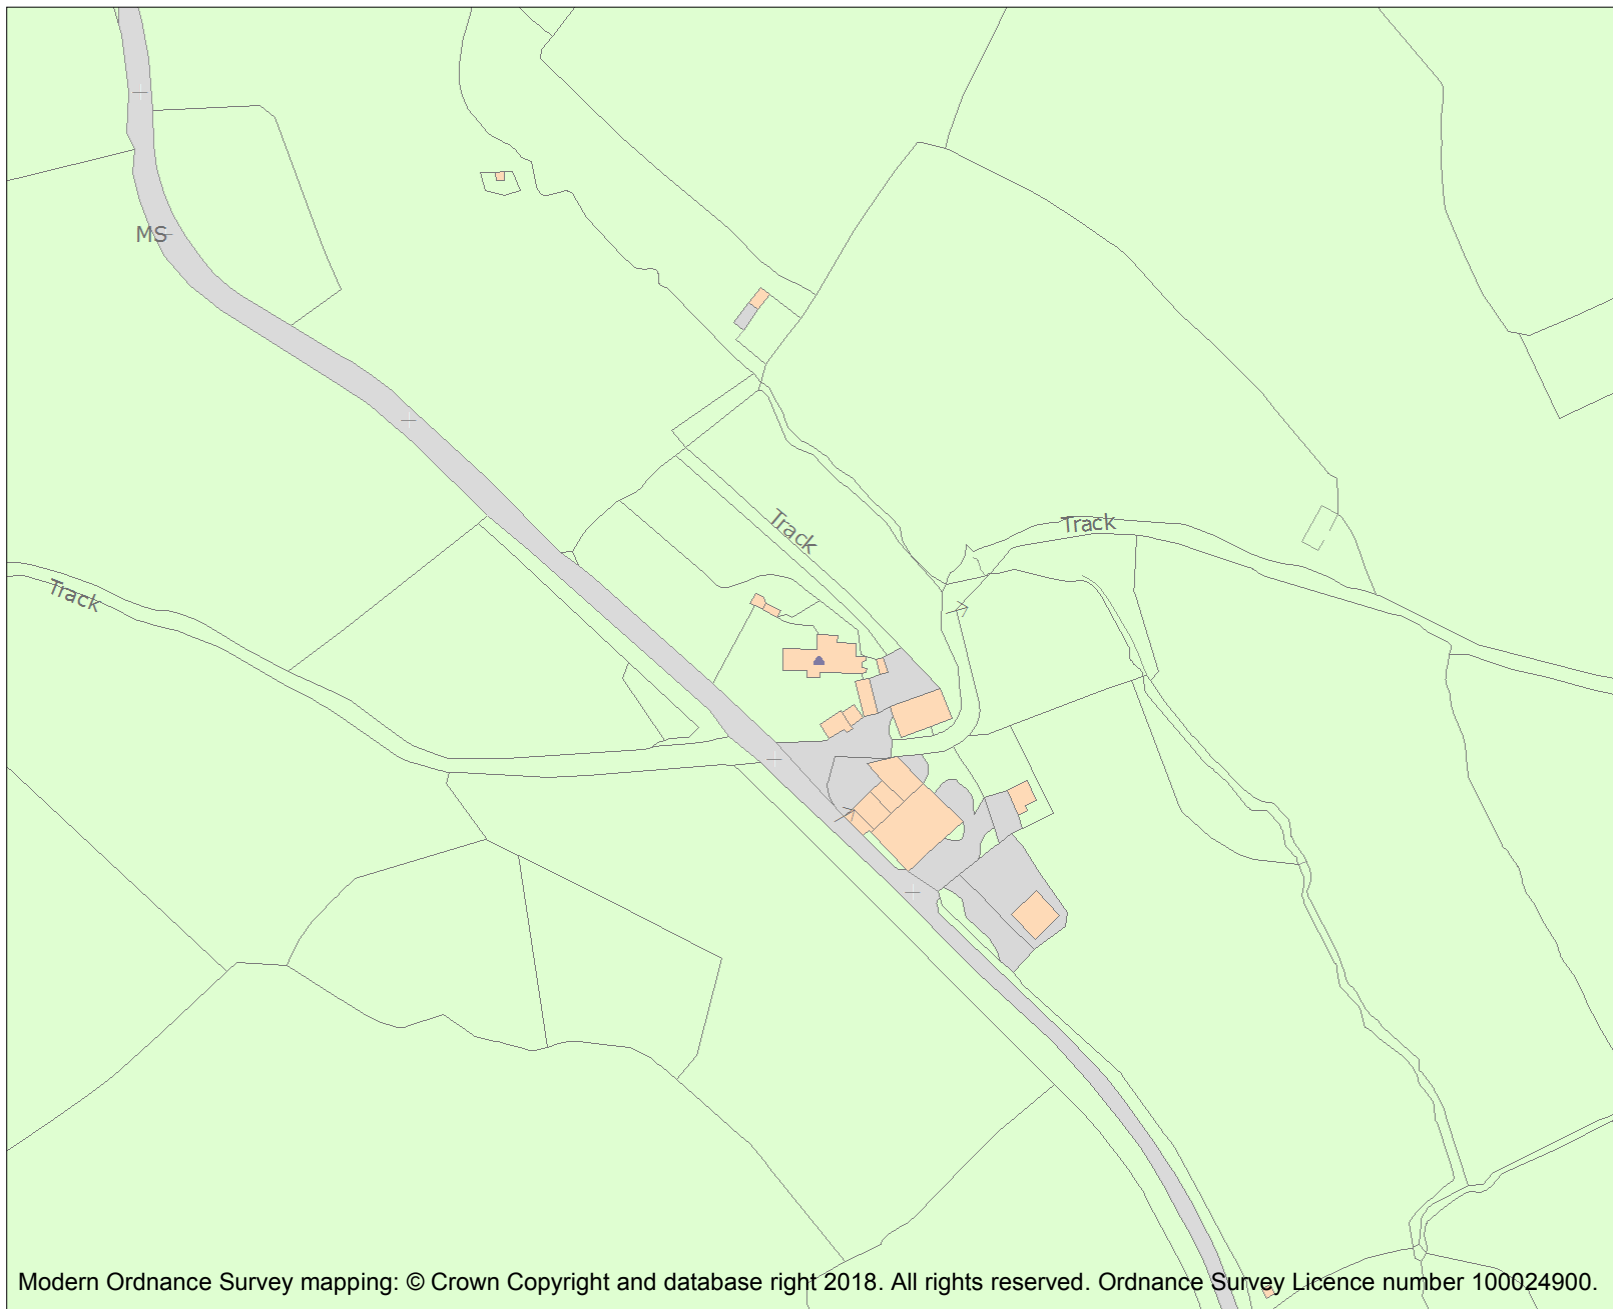 MS
Track
Track
Track
Modern Ordnance Survey mapping: © Crown Copyright and database right 2018. All rights reserved. Ordnance Survey Licence number 100024900.